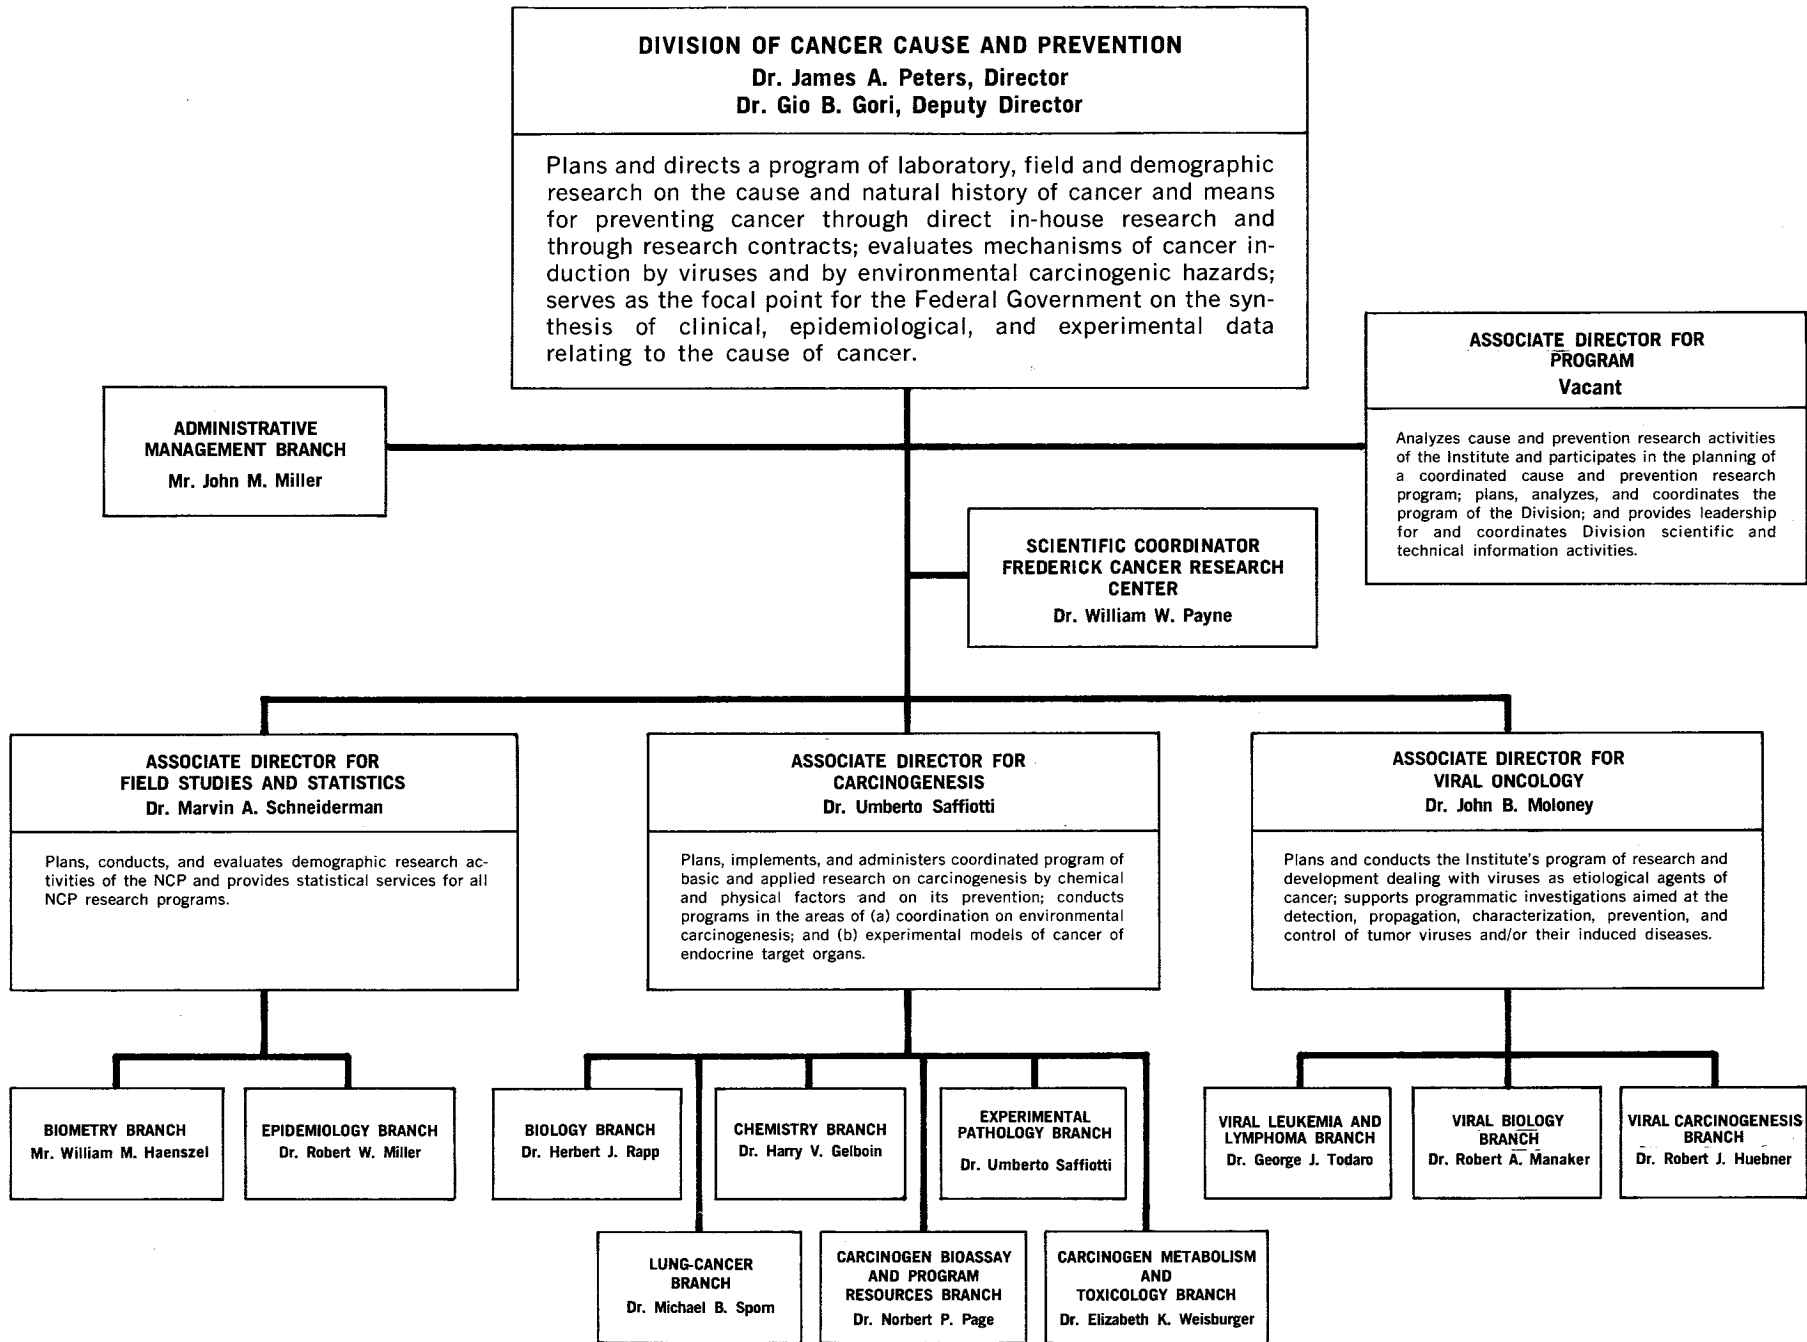 DIVISION OF CANCER CAUSE AND PREVENTION
Dr. James A. Peters, Director
Dr. Gio B. Gori, Deputy Director
Plans and directs a program of laboratory, field and demographic
research on the cause and natural history of cancer and means
for preventing cancer through direct in-house research and
through research contracts; evaluates mechanisms of cancer in-
duction by viruses and by environmental carcinogenic hazards;
serves as the focal point for the Federal Government on the syn-
thesis of clinical, epidemiological, and experimental data
relating to the cause of cancer.
ADMINISTRATIVE
MANAGEMENT BRANCH
Mr. John M. Miller
ASSOCIATE DIRECTOR FOR
PROGRAM
Vacant
Analyzes cause and prevention research activities
of the Institute and participates in the planning of
a coordinated cause and prevention research
program; plans, analyzes, and coordinates the
program of the Division; and provides leadership
for and coordinates Division scientific and
technical information activities.
SCIENTIFIC COORDINATOR
FREDERICK CANCER RESEARCH
CENTER
Dr. William W. Payne
ASSOCIATE DIRECTOR FOR
FIELD STUDIES AND STATISTICS
Dr. Marvin A. Schneiderman
Plans, conducts, and evaluates demographic research ac-
tivities of the NCP and provides statistical services for all
NCP research programs.
ASSOCIATE DIRECTOR FOR
CARCINOGENESIS
Dr. Umberto Saffiotti
Plans, implements, and administers coordinated program of
basic and applied research on carcinogenesis by chemical
and physical factors and on its prevention; conducts
programs in the areas of (a) coordination on environmental
carcinogenesis; and (b) experimental models of cancer of
endocrine target organs.
ASSOCIATE DIRECTOR FOR
VIRAL ONCOLOGY
Dr. John B. Moloney
Plans and conducts the Institute's program of research and
development dealing with viruses as etiological agents of
cancer; supports programmatic investigations aimed at the
detection, propagation, characterization, prevention, and
control of tumor viruses and/or their induced diseases.
BIOMETRY BRANCH
Mr. William M. Haenszel
EPIDEMIOLOGY BRANCH
Dr. Robert W. Miller
BIOLOGY BRANCH
Dr. Herbert J. Rapp
CHEMISTRY BRANCH
Dr. Harry V. Gelboin
EXPERIMENTAL
PATHOLOGY BRANCH
Dr. Umberto Saffiotti
VIRAL LEUKEMIA AND
LYMPHOMA BRANCH
Dr. George J. Todaro
VIRAL BIOLOGY
BRANCH
Dr. Robert A. Manaker
VIRAL CARCINOGENESIS
BRANCH
Dr. Robert J. Huebner
LUNG-CANCER
BRANCH
Dr. Michael B. Sporn
CARCINOGEN BIOASSAY
AND PROGRAM
RESOURCES BRANCH
Dr. Norbert P. Page
CARCINOGEN METABOLISM
AND
TOXICOLOGY BRANCH
Dr. Elizabeth K. Weisburger